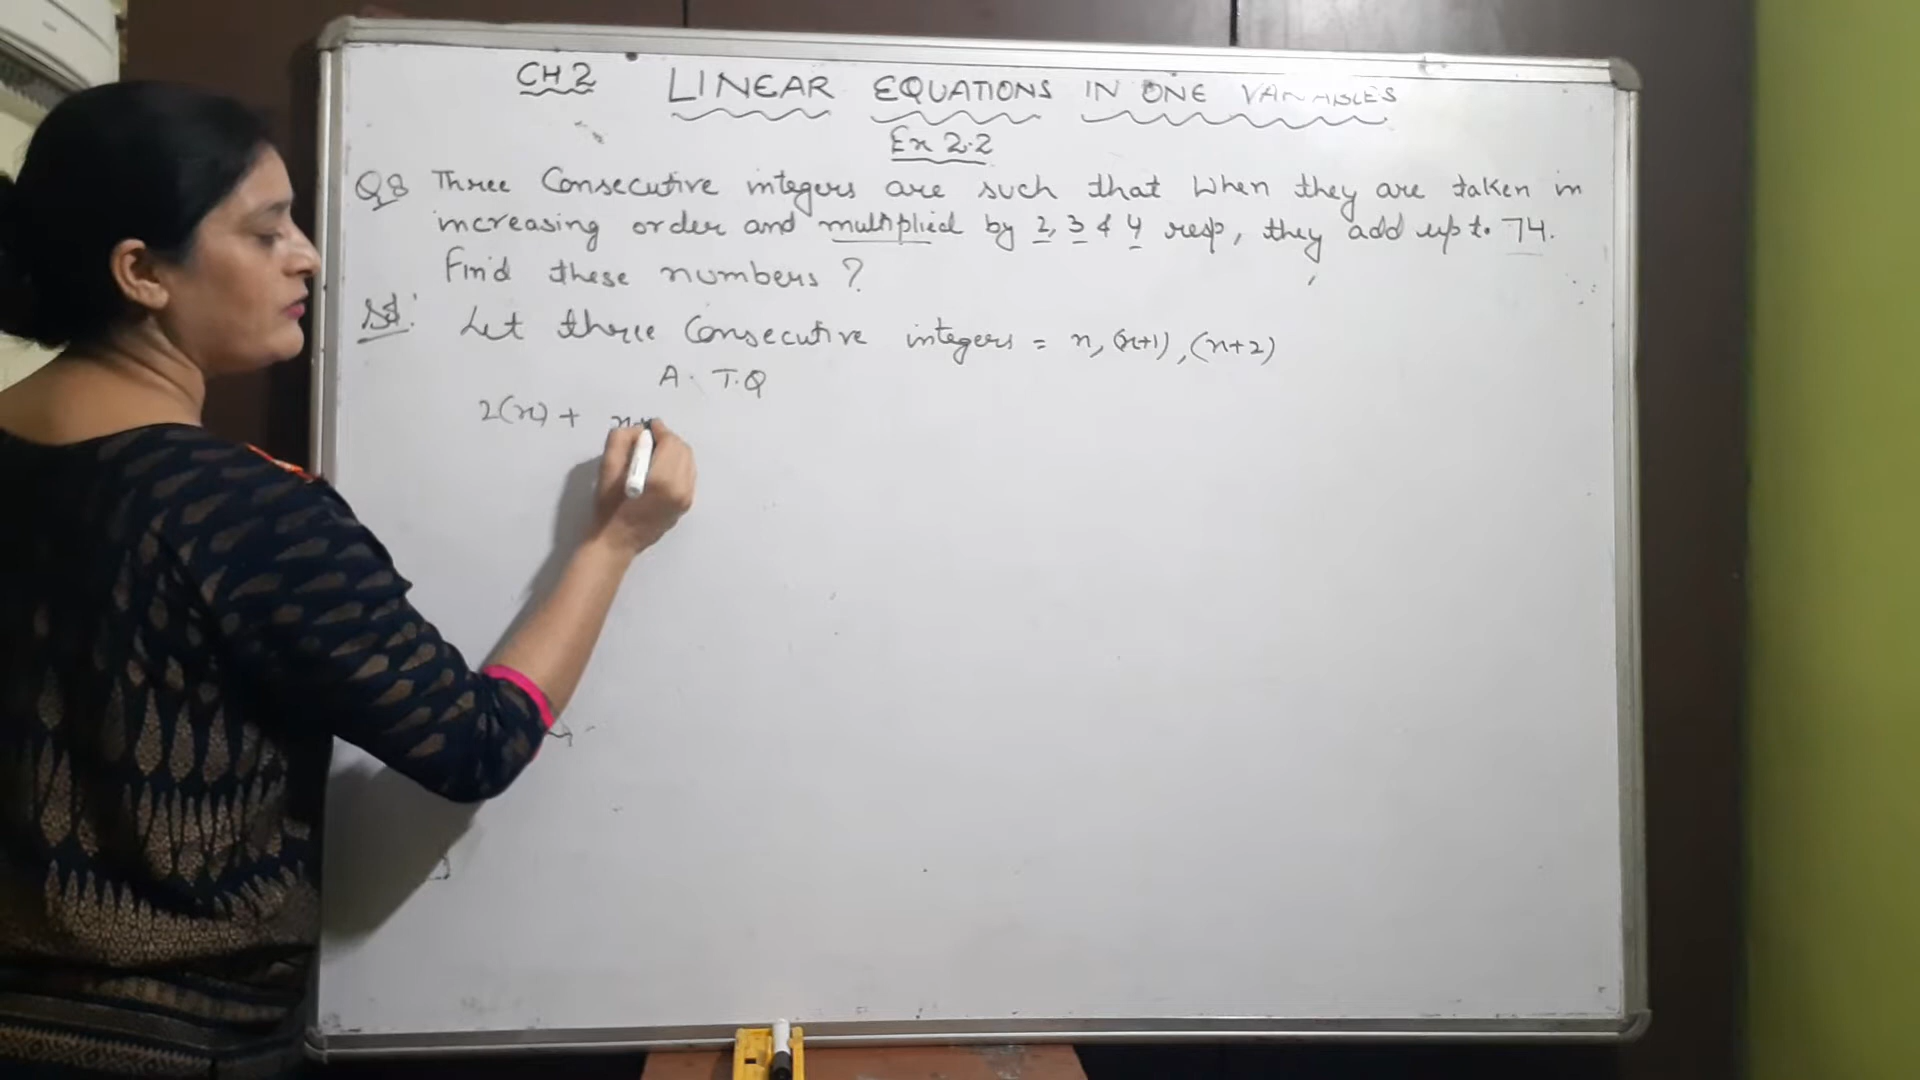 CH 2 LINEAR EQUATIONS IN ONE VARIABLES
Ex 2.2
Q8 Three Consecutive integers are such that When they are taken in
increasing order and multiplied by 2, 3 & 4 resp, they add up to 74.
Find these numbers ?
Sol: Let three Consecutive integers = x, (x+1), (x+2)
A. T.Q
2(x) + x+